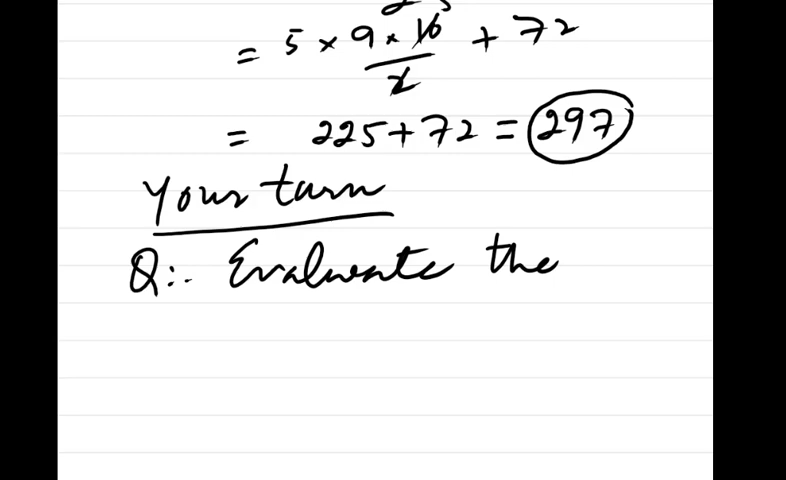 = 5 × 9 × 10 / 2 + 72
= 225 + 72 = 297
Your turn
Q:- Evaluate the